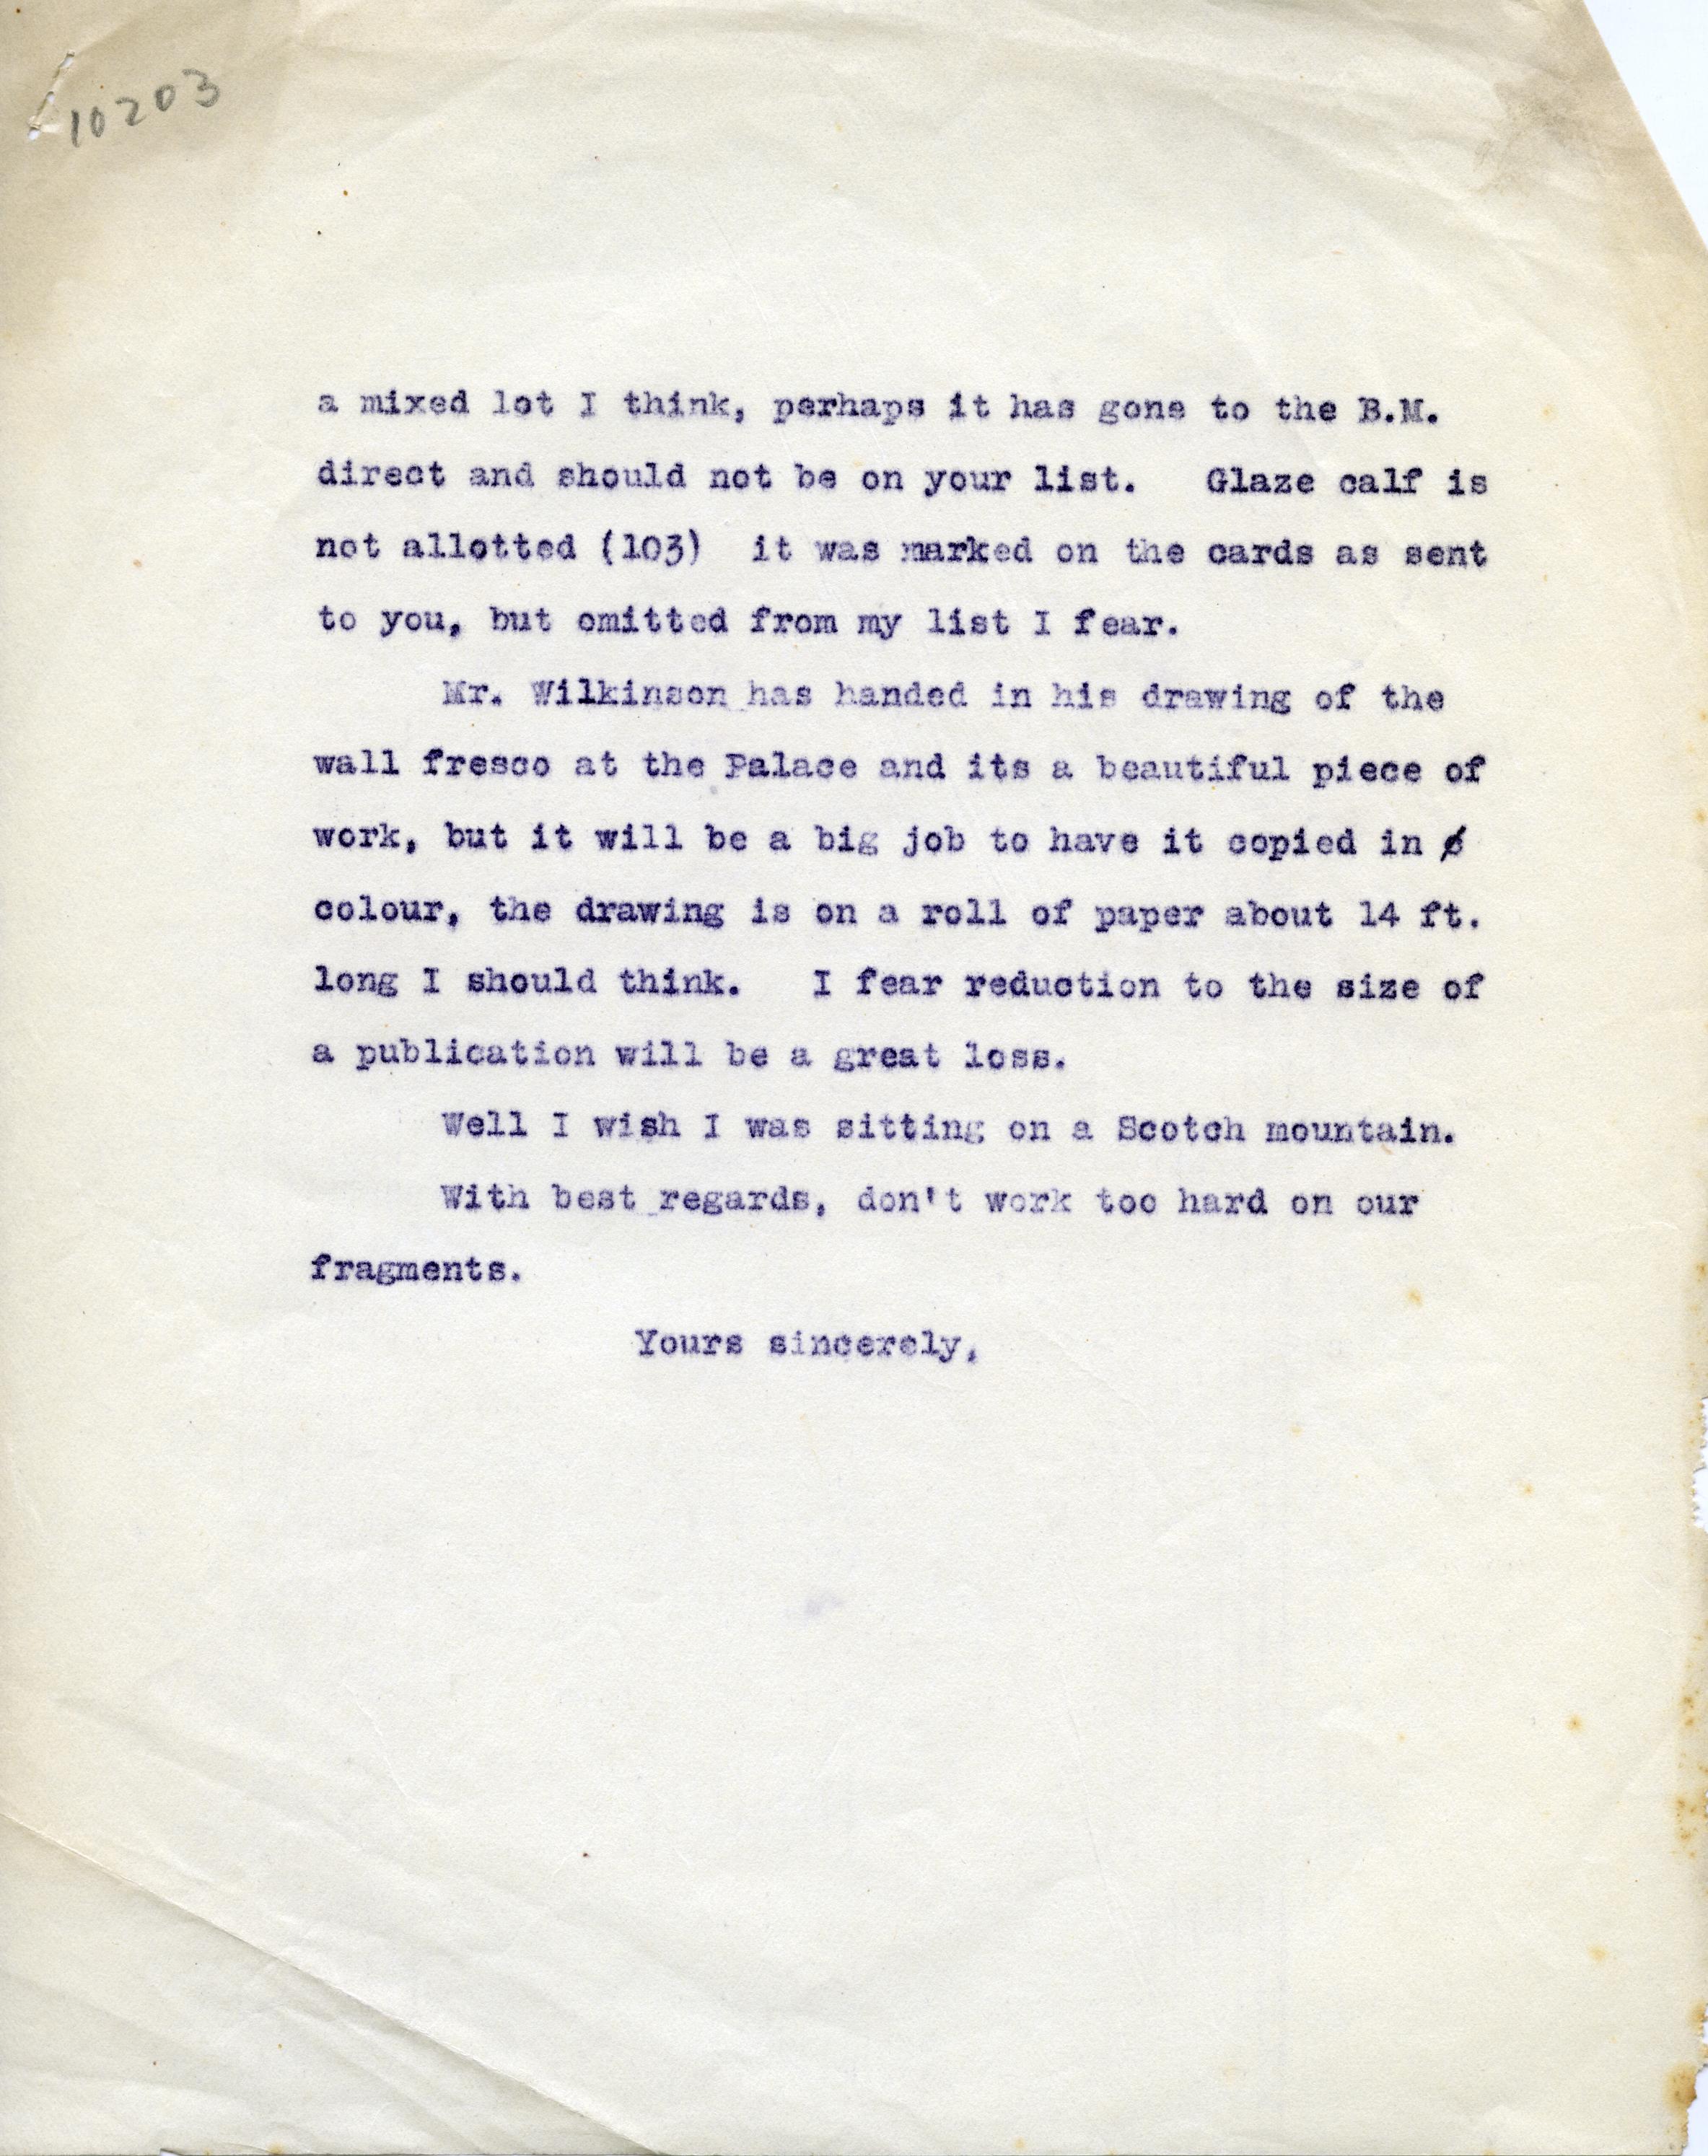 10203
a mixed lot I think, perhaps it has gone to the B.M.
direct and should not be on your list. Glaze calf is
not allotted (103) it was marked on the cards as sent
to you, but omitted from my list I fear.
Mr. Wilkinson has handed in his drawing of the
wall fresco at the Palace and its a beautiful piece of
work, but it will be a big job to have it copied in
colour, the drawing is on a roll of paper about 14 ft.
long I should think. I fear reduction to the size of
a publication will be a great loss.
Well I wish I was sitting on a Scotch mountain.
With best regards, don't work too hard on our
fragments.
Yours sincerely,